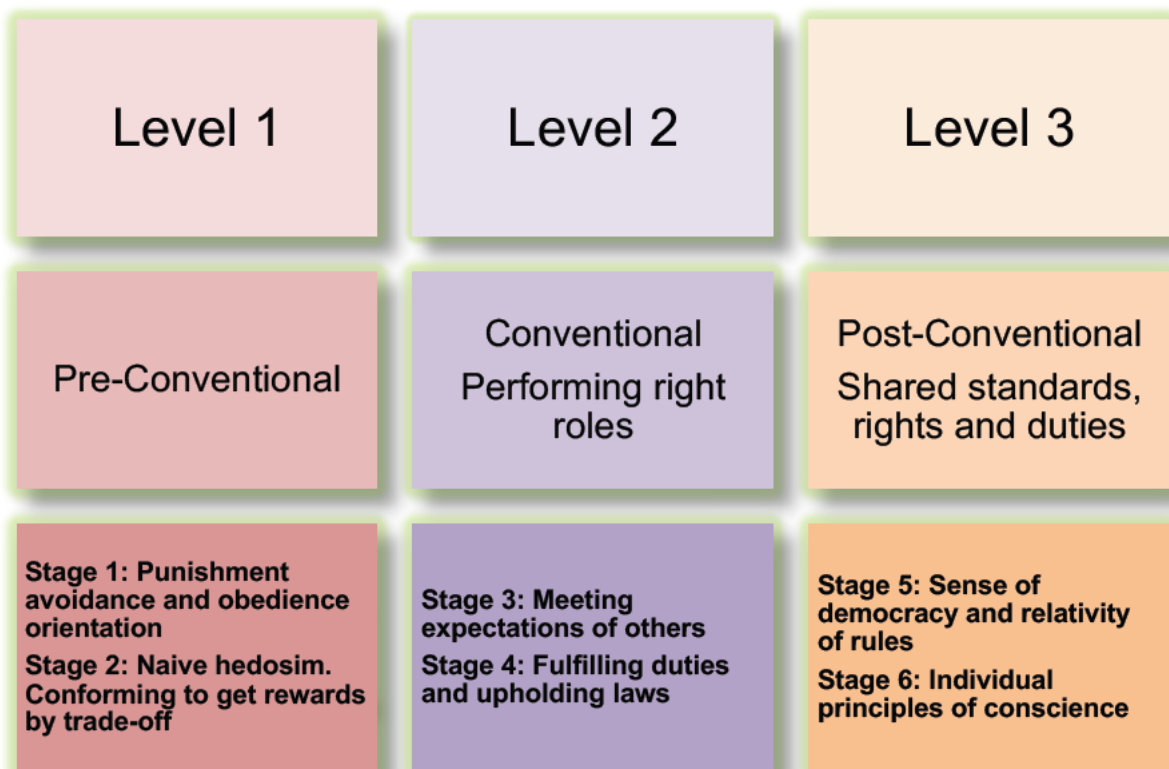 Level 1
Level 2
Level 3
Pre-Conventional
Conventional
Performing right
roles
Post-Conventional
Shared standards,
rights and duties
Stage 1: Punishment
avoidance and obedience
orientation
Stage 2: Naive hedosim.
Conforming to get rewards
by trade-off
Stage 3: Meeting
expectations of others
Stage 4: Fulfilling duties
and upholding laws
Stage 5: Sense of
democracy and relativity
of rules
Stage 6: Individual
principles of conscience